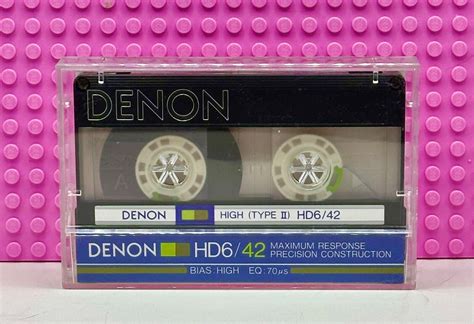 DENON
A
DENON HIGH (TYPE II) HD6/42
DENON HD6/42 MAXIMUM RESPONSE
PRECISION CONSTRUCTION
BIAS HIGH EQ:70μs